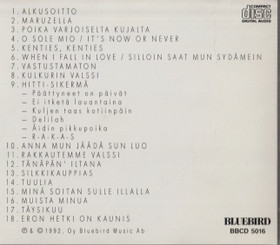 COMPACT
disc
DIGITAL AUDIO
1. ALKUSOITTO
2. MARUZELLA
3. POIKA VARJOISELTA KUJALTA
4. O SOLE MIO / IT'S NOW OR NEVER
5. KENTIES, KENTIES
6. WHEN I FALL IN LOVE / SILLOIN SAAT MUN SYDÄMEIN
7. VASTUSTAMATON
8. KULKURIN VALSSI
9. HITTI-SIKERMÄ
- Päättyneet on päivät
- Ei itketä lauantaina
- Kuljen taas kotiinpäin
- Delilah
- Äidin pikkupoika
- R-A-K-A-S
10. ANNA MUN JÄÄDÄ SUN LUO
11. RAKKAUTEMME VALSSI
12. TÄNÄPÄN' ILTANA
13. SILKKIKAUPPIAS
14. TUULIA
15. MINÄ SOITAN SULLE ILLALLA
16. MUISTA MINUA
17. TÄYSIKUU
18. ERON HETKI ON KAUNIS
℗ & © 1992, Oy Bluebird Music Ab
BLUEBIRD
BBCD 5016